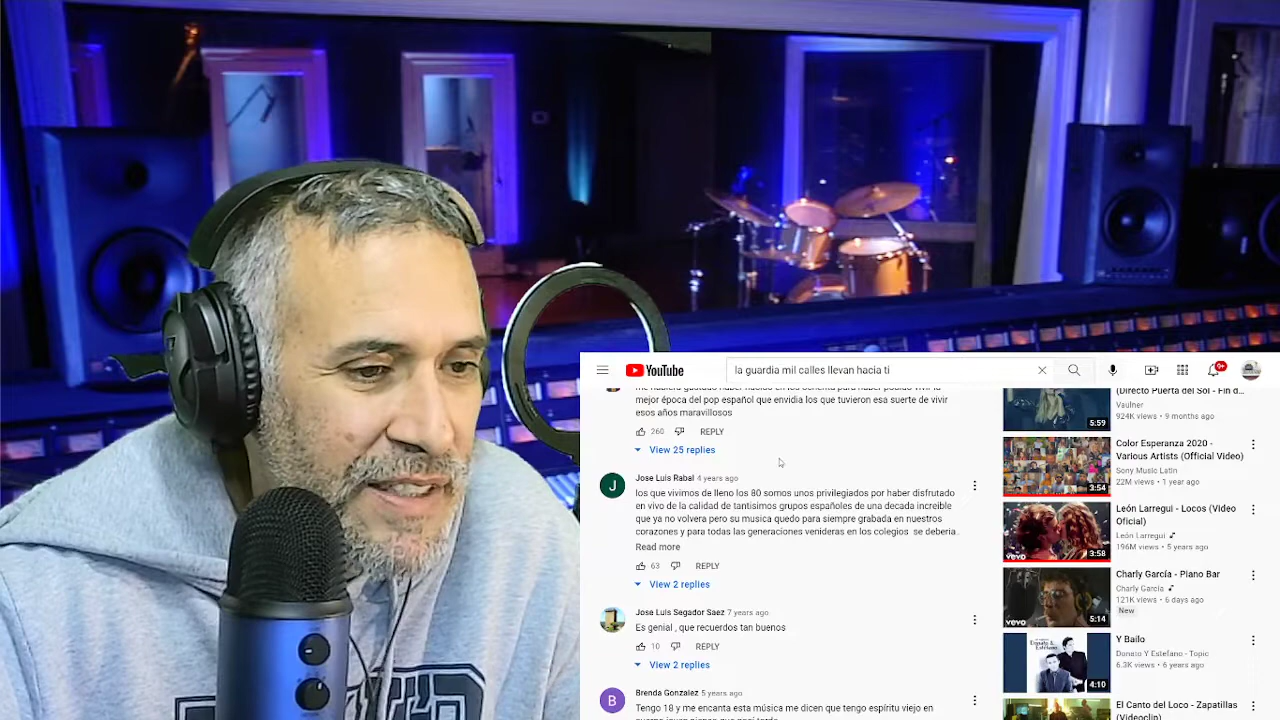 YouTube
la guardia mil calles llevan hacia ti
9+
mejor época del pop español que envidia los que tuvieron esa suerte de vivir
esos años maravillosos
260 REPLY
View 25 replies
J
Jose Luis Rabal 4 years ago
los que vivimos de lleno los 80 somos unos privilegiados por haber disfrutado
en vivo de la calidad de tantisimos grupos españoles de una decada increible
que ya no volvera pero su musica quedo para siempre grabada en nuestros
corazones y para todas las generaciones venideras en los colegios se deberia
Read more
63 REPLY
View 2 replies
Jose Luis Segador Saez 7 years ago
Es genial , que recuerdos tan buenos
10 REPLY
View 2 replies
B
Brenda Gonzalez 5 years ago
Tengo 18 y me encanta esta música me dicen que tengo espíritu viejo en
(Directo Puerta del Sol - Fin d...
Vaulner
924K views • 9 months ago
5:59
Color Esperanza 2020 -
Various Artists (Official Video)
Sony Music Latin
22M views • 1 year ago
3:54
León Larregui - Locos (Video
Oficial)
León Larregui
196M views • 5 years ago
vevo
3:58
Charly García - Piano Bar
Charly García
121K views • 6 days ago
New
vevo
5:14
Y Bailo
Donato Y Estefano - Topic
6.3K views • 6 years ago
Donato &
Estefano
4:10
El Canto del Loco - Zapatillas
(Videoclip)